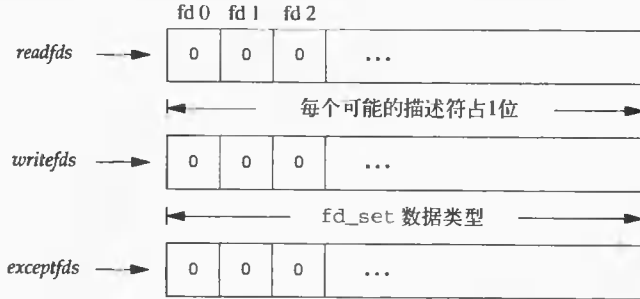 fd 0 fd 1 fd 2
readfds 0 0 0 ...
每个可能的描述符占1位
writefds 0 0 0 ...
fd_set 数据类型
exceptfds 0 0 0 ...